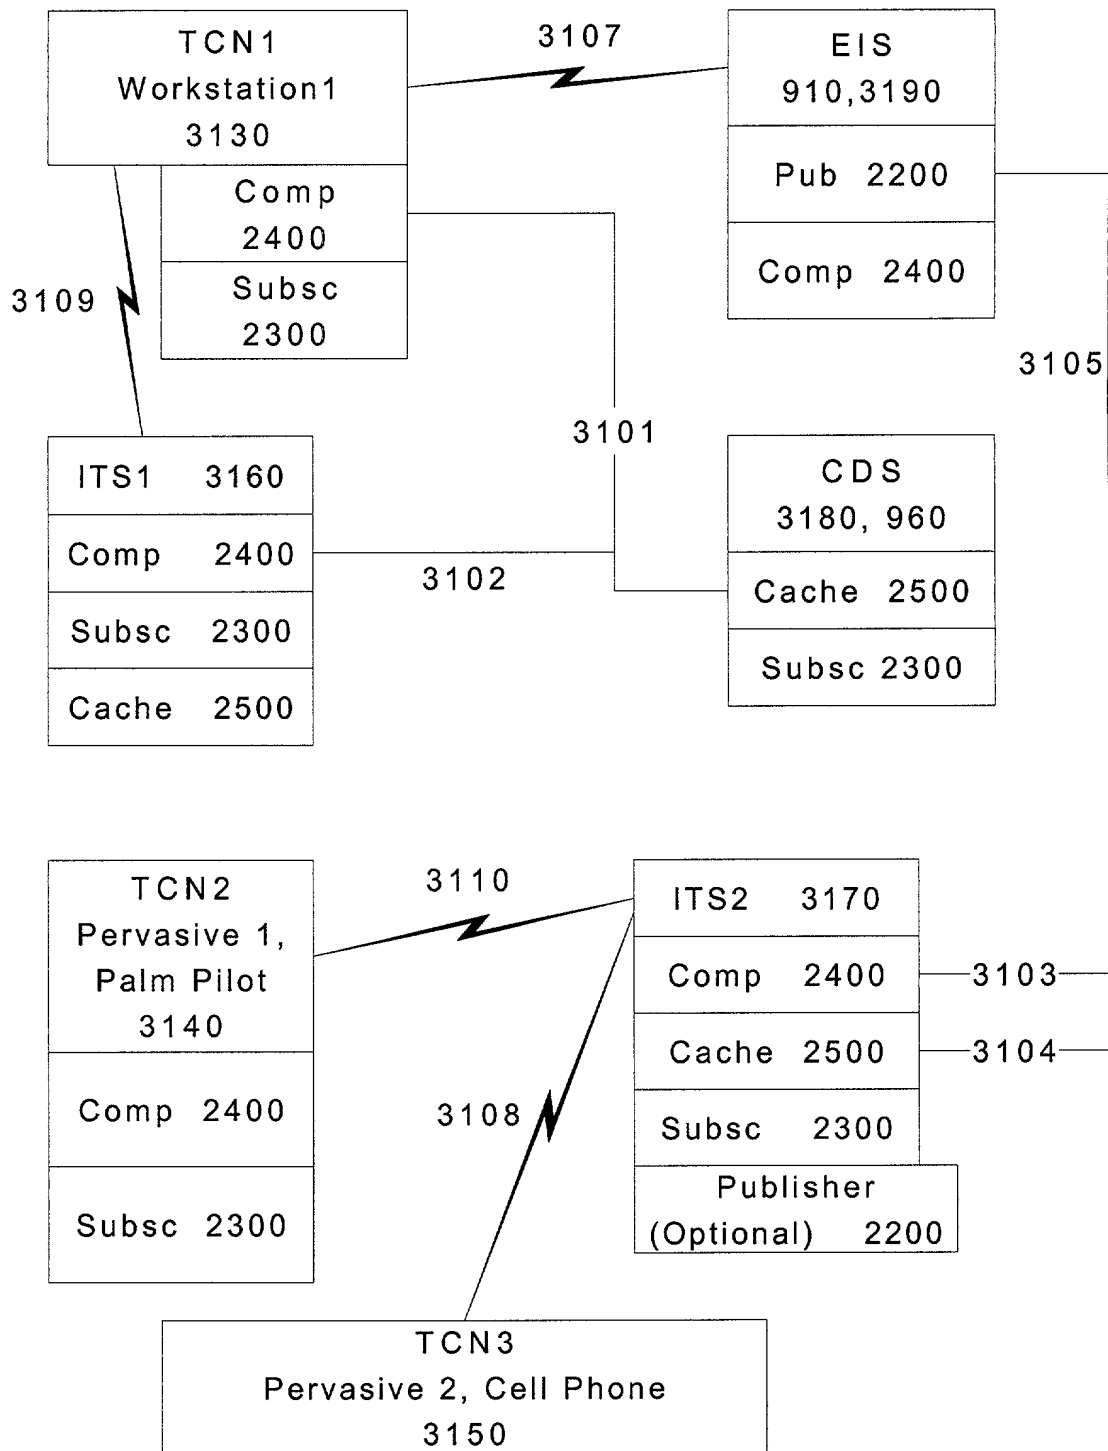 TCN1
Workstation1
3130
Comp
2400
Subsc
2300
3107
EIS
910,3190
Pub 2200
Comp 2400
3109
3105
3101
ITS1 3160
Comp 2400
Subsc 2300
Cache 2500
3102
CDS
3180, 960
Cache 2500
Subsc 2300
TCN2
Pervasive 1,
Palm Pilot
3140
Comp 2400
Subsc 2300
3110
3108
ITS2 3170
Comp 2400
Cache 2500
Subsc 2300
Publisher
(Optional) 2200
3103
3104
TCN3
Pervasive 2, Cell Phone
3150